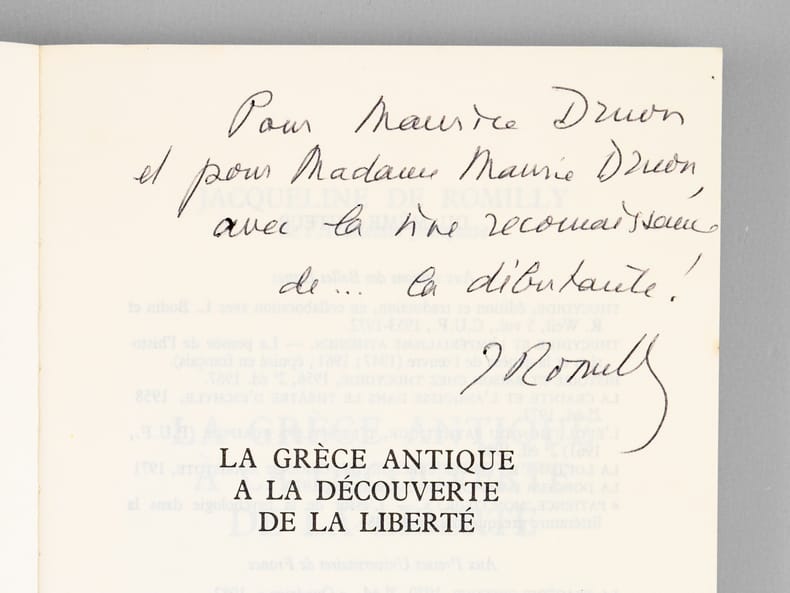 Pour Maurice Druon
et pour Madame Maurice Druon,
avec la vive reconnaissance
de... la débutante !
J Romilly
LA GRÈCE ANTIQUE
A LA DÉCOUVERTE
DE LA LIBERTÉ